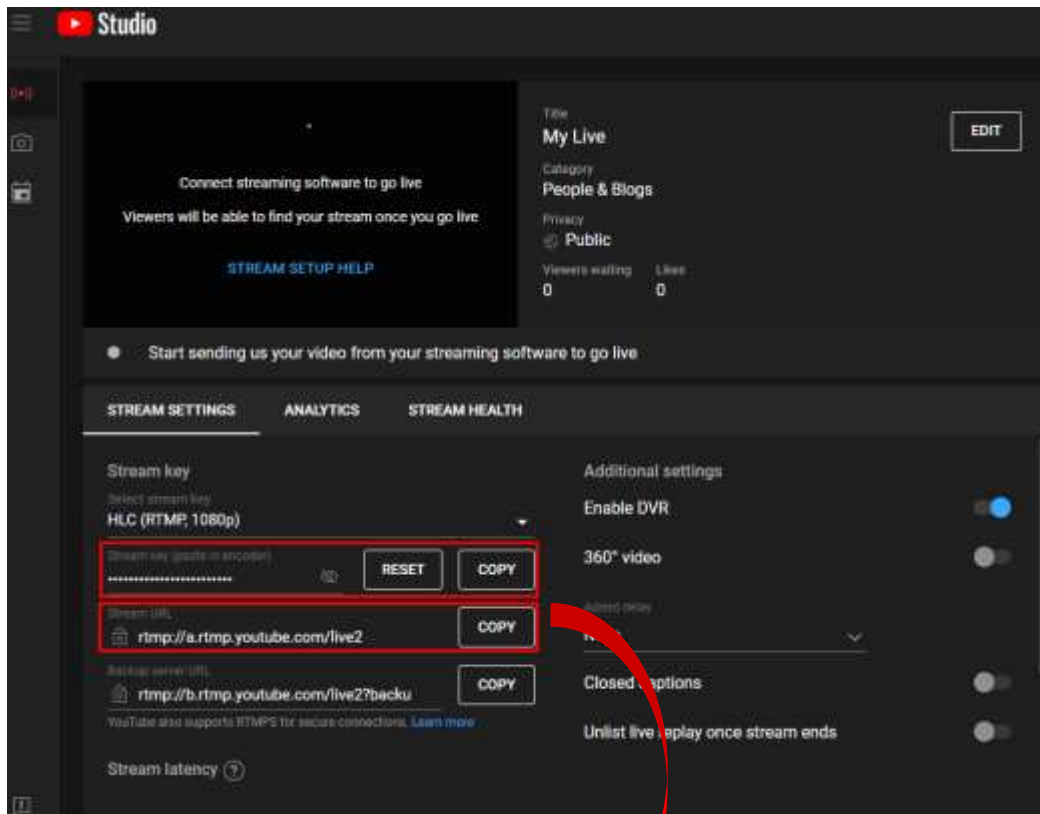 Studio
Connect streaming software to go live
Viewers will be able to find your stream once you go live
STREAM SETUP HELP
Title
My Live
EDIT
Category
People & Blogs
Privacy
Public
Viewers waiting Likes
0 0
Start sending us your video from your streaming software to go live
STREAM SETTINGS ANALYTICS STREAM HEALTH
Stream key
Select stream key
HLC (RTMP, 1080p)
Stream key (paste in encoder)
RESET COPY
Stream URL
rtmp://a.rtmp.youtube.com/live2
COPY
Backup server URL
rtmp://b.rtmp.youtube.com/live2?backu
COPY
YouTube also supports RTMPS for secure connections. Learn more
Stream latency
Additional settings
Enable DVR
360° video
Added delay
Closed captions
Unlist live replay once stream ends